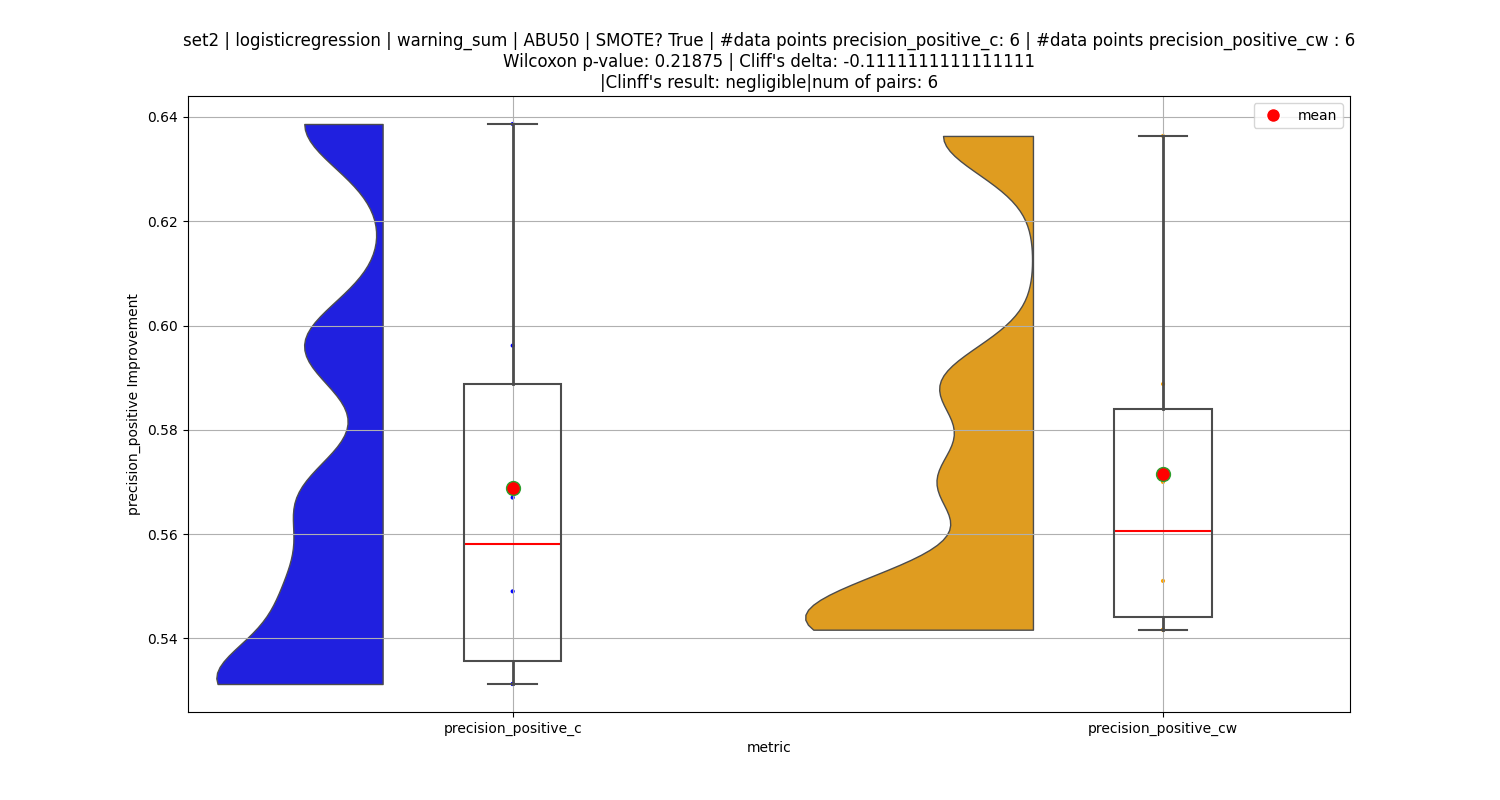 set2 | logisticregression | warning_sum | ABU50 | SMOTE? True | #data points precision_positive_c: 6 | #data points precision_positive_cw : 6
Wilcoxon p-value: 0.21875 | Cliff's delta: -0.1111111111111111
|Clinff's result: negligible|num of pairs: 6
mean
0.64
0.62
0.60
0.58
0.56
0.54
precision_positive Improvement
precision_positive_c
precision_positive_cw
metric